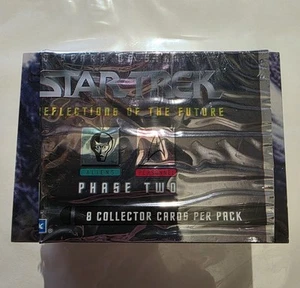 STAR TREK
REFLECTIONS OF THE FUTURE
PHASE TWO
8 COLLECTOR CARDS PER PACK